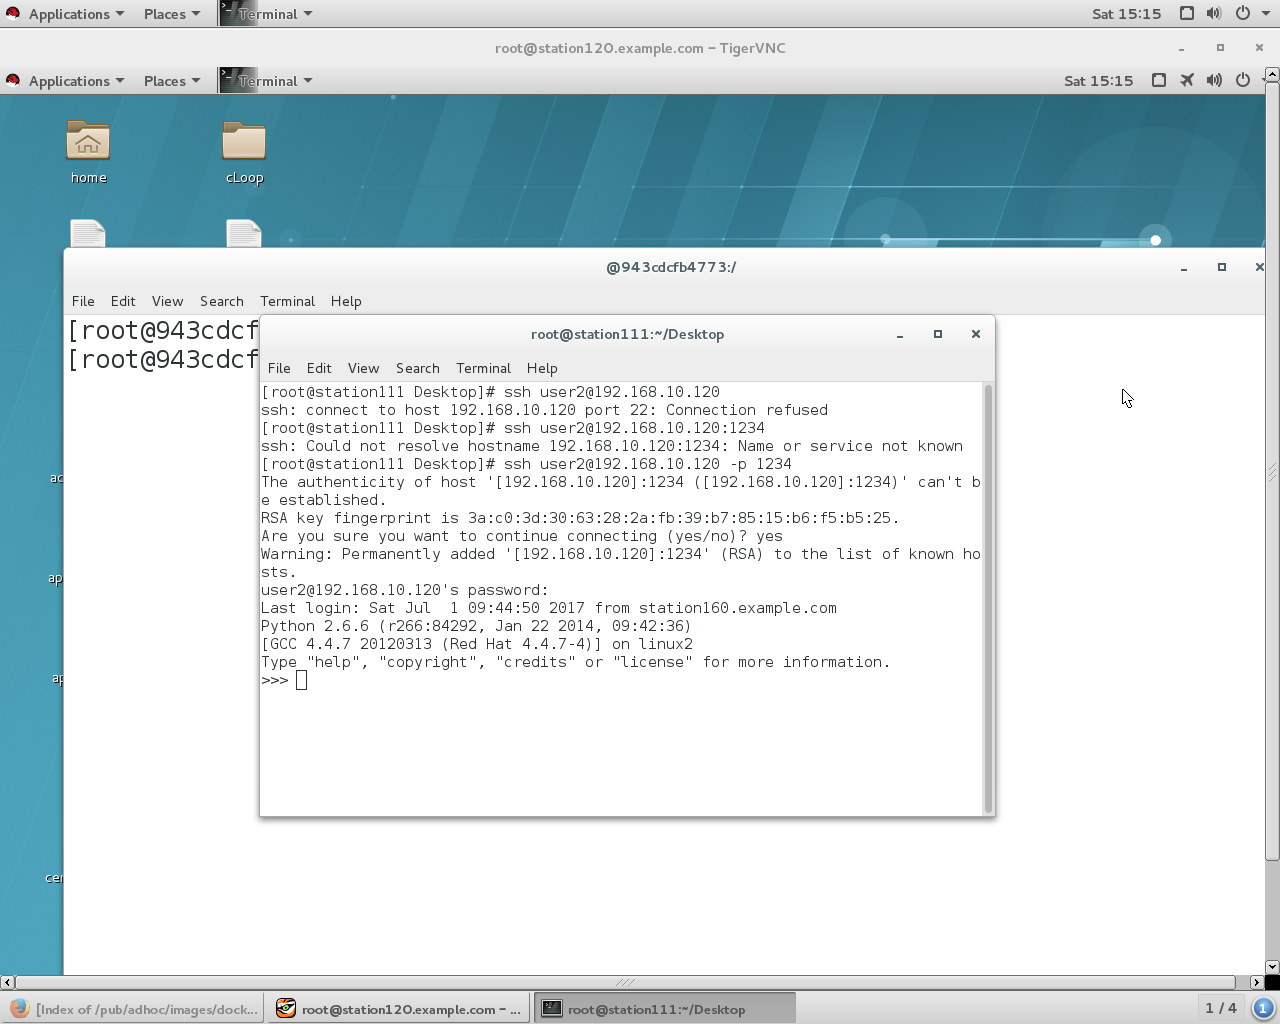 Applications Places Terminal Sat 15:15
root@station120.example.com - TigerVNC
Applications Places Terminal Sat 15:15
home cLoop
@943cdcfb4773:/
File Edit View Search Terminal Help
[root@943cdcf
[root@943cdcf
root@station111:~/Desktop
File Edit View Search Terminal Help
[root@station111 Desktop]# ssh user2@192.168.10.120
ssh: connect to host 192.168.10.120 port 22: Connection refused
[root@station111 Desktop]# ssh user2@192.168.10.120:1234
ssh: Could not resolve hostname 192.168.10.120:1234: Name or service not known
[root@station111 Desktop]# ssh user2@192.168.10.120 -p 1234
The authenticity of host '[192.168.10.120]:1234 ([192.168.10.120]:1234)' can't b
e established.
RSA key fingerprint is 3a:c0:3d:30:63:28:2a:fb:39:b7:85:15:b6:f5:b5:25.
Are you sure you want to continue connecting (yes/no)? yes
Warning: Permanently added '[192.168.10.120]:1234' (RSA) to the list of known ho
sts.
user2@192.168.10.120's password:
Last login: Sat Jul  1 09:44:50 2017 from station160.example.com
Python 2.6.6 (r266:84292, Jan 22 2014, 09:42:36)
[GCC 4.4.7 20120313 (Red Hat 4.4.7-4)] on linux2
Type "help", "copyright", "credits" or "license" for more information.
>>>
ac
ap
ap
cer
[Index of /pub/adhoc/images/dock... root@station120.example.com - ... root@station111:~/Desktop 1 / 4 1